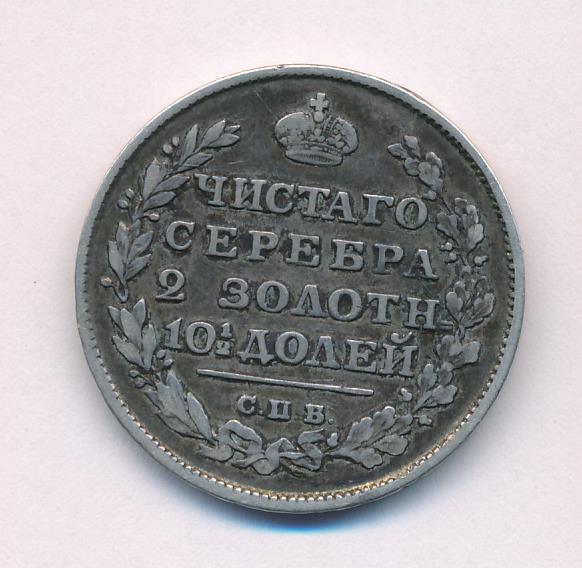 ЧИСТАГО
СЕРЕБРА
2 ЗОЛОТН.
10½ ДОЛЕЙ
С.П.Б.